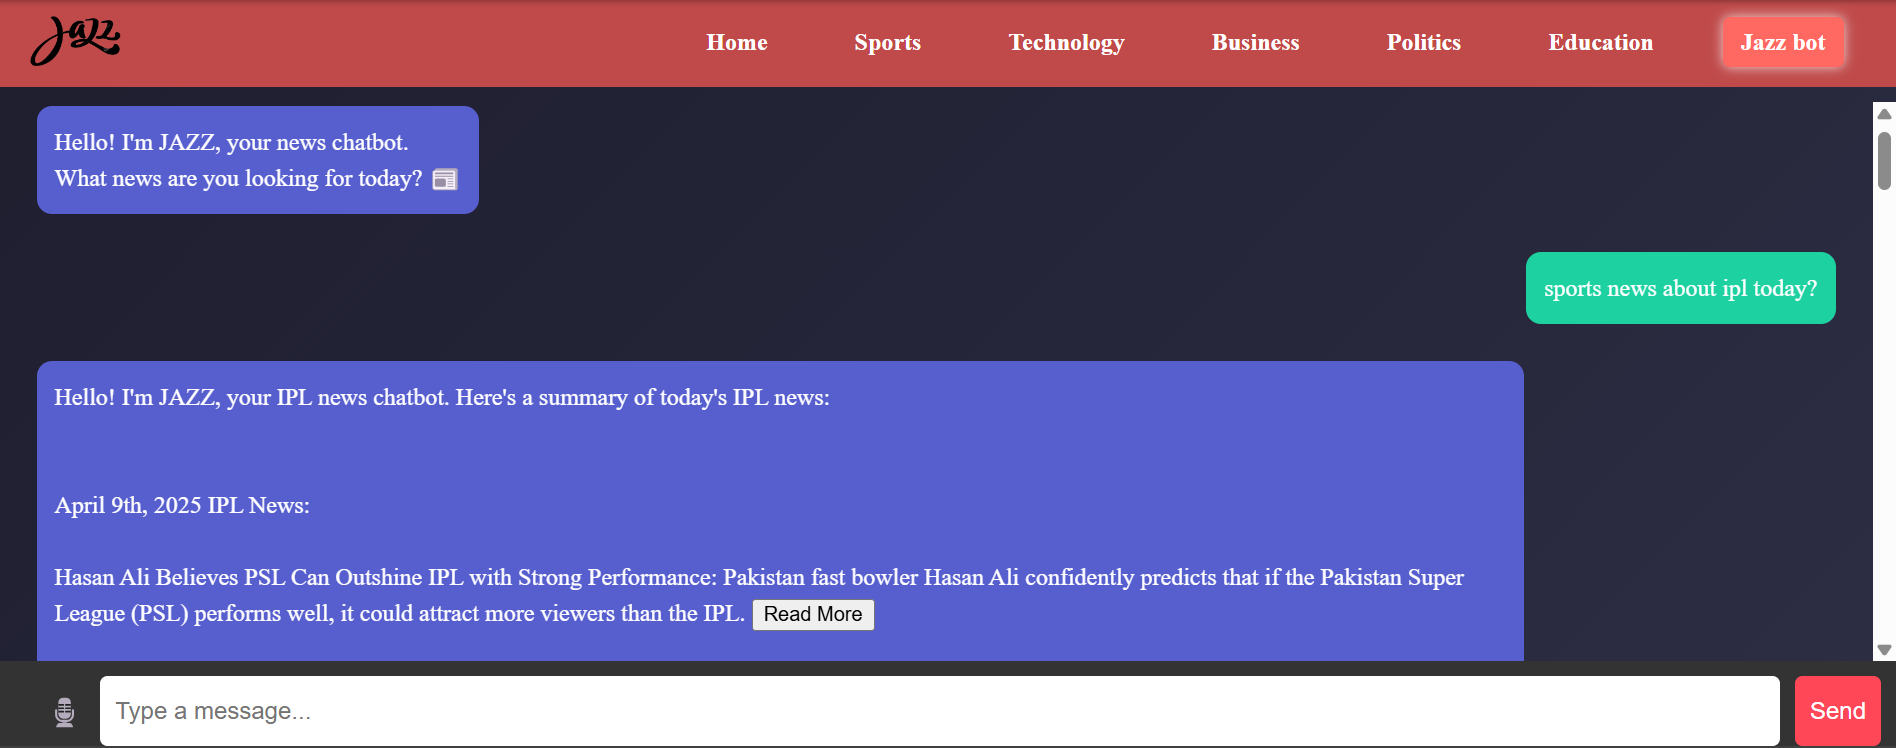 Jazz
Home Sports Technology Business Politics Education Jazz bot
Hello! I'm JAZZ, your news chatbot.
What news are you looking for today?
sports news about ipl today?
Hello! I'm JAZZ, your IPL news chatbot. Here's a summary of today's IPL news:
April 9th, 2025 IPL News:
Hasan Ali Believes PSL Can Outshine IPL with Strong Performance: Pakistan fast bowler Hasan Ali confidently predicts that if the Pakistan Super
League (PSL) performs well, it could attract more viewers than the IPL. Read More
Type a message...
Send